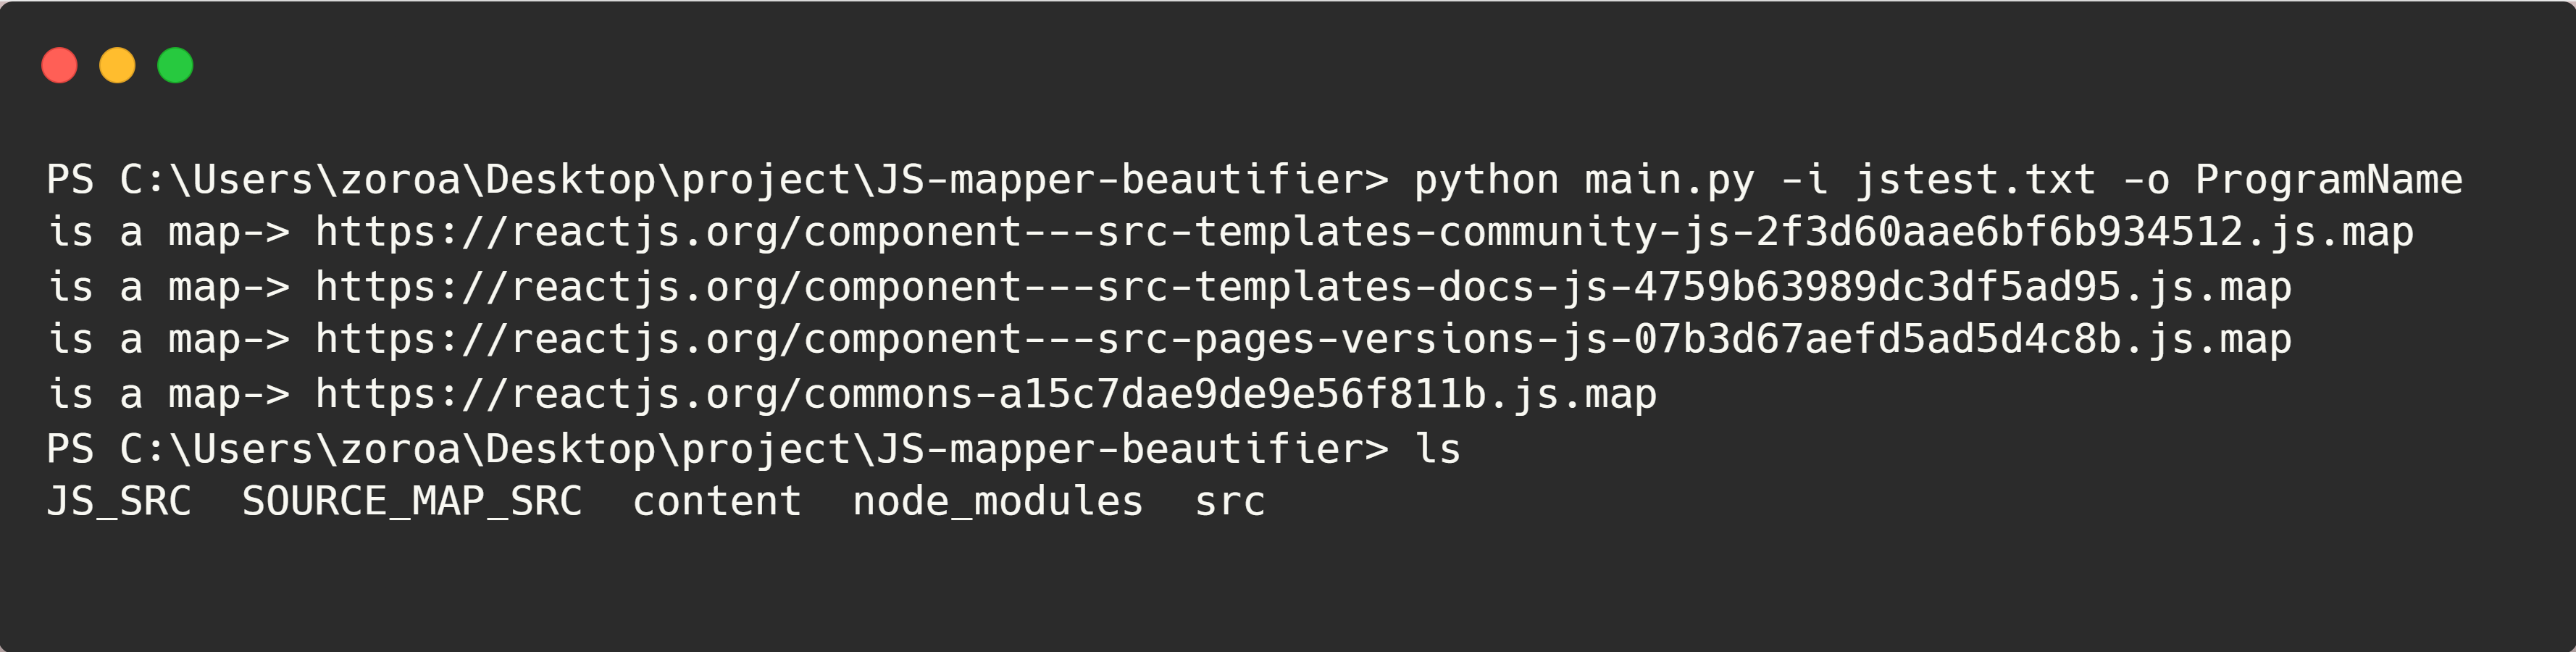 PS C:\Users\zoroa\Desktop\project\JS-mapper-beautifier> python main.py -i jstest.txt -o ProgramName
is a map-> https://reactjs.org/component---src-templates-community-js-2f3d60aae6bf6b934512.js.map
is a map-> https://reactjs.org/component---src-templates-docs-js-4759b63989dc3df5ad95.js.map
is a map-> https://reactjs.org/component---src-pages-versions-js-07b3d67aefd5ad5d4c8b.js.map
is a map-> https://reactjs.org/commons-a15c7dae9de9e56f811b.js.map
PS C:\Users\zoroa\Desktop\project\JS-mapper-beautifier> ls
JS_SRC  SOURCE_MAP_SRC  content  node_modules  src